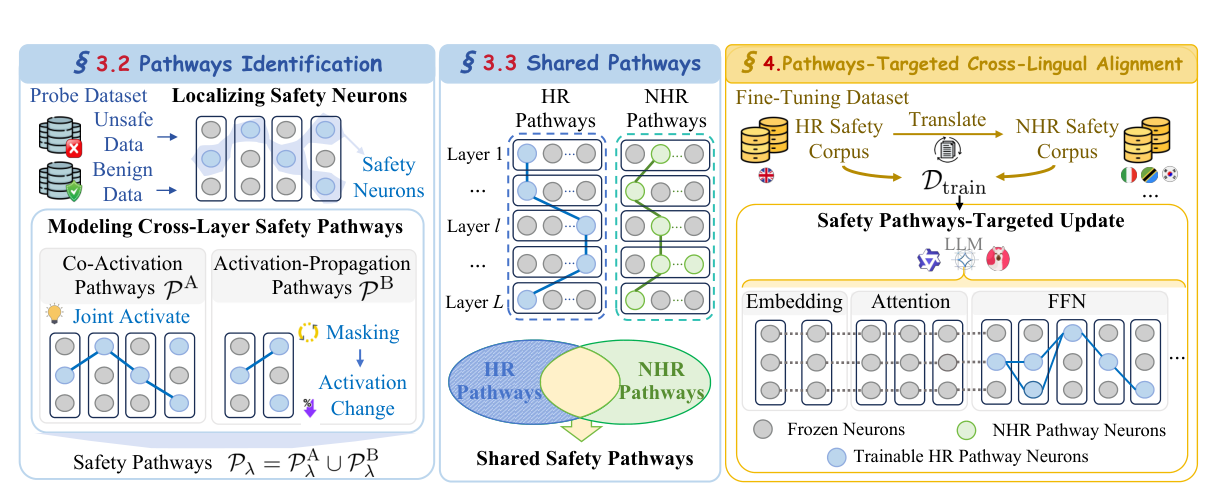 § 3.2 Pathways Identification
Probe Dataset
Localizing Safety Neurons
Unsafe
Data
Benign
Data
Safety
Neurons
Modeling Cross-Layer Safety Pathways
Co-Activation
Pathways 𝒫ᴬ
Joint Activate
Activation-Propagation
Pathways 𝒫ᴮ
Masking
Activation
Change
%
Safety Pathways 𝒫_λ = 𝒫_λ^A ∪ 𝒫_λ^B
§ 3.3 Shared Pathways
HR
Pathways
NHR
Pathways
Layer 1
...
Layer l
...
Layer L
HR
Pathways
NHR
Pathways
Shared Safety Pathways
§ 4.Pathways-Targeted Cross-Lingual Alignment
Fine-Tuning Dataset
HR Safety
Corpus
Translate
NHR Safety
Corpus
𝒟_train
...
Safety Pathways-Targeted Update
LLM
Embedding
Attention
FFN
...
Frozen Neurons
NHR Pathway Neurons
Trainable HR Pathway Neurons